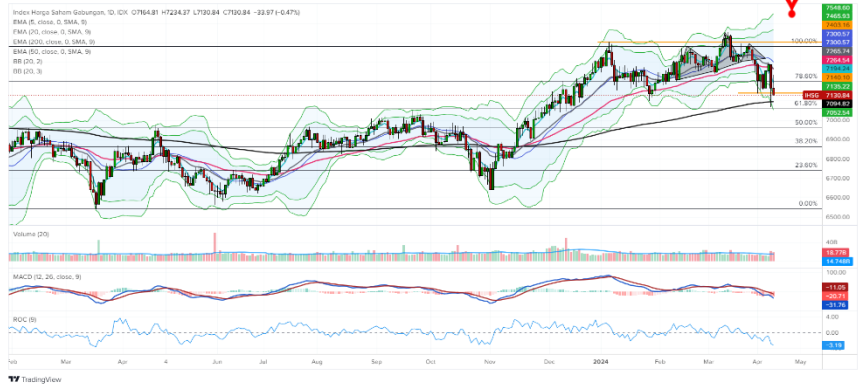 Index Harga Saham Gabungan, 1D, IDX O7164.81 H7234.37 L7130.84 C7130.84 −33.97 (−0.47%)
EMA (5, close, 0, SMA, 9)
EMA (20, close, 0, SMA, 9)
EMA (200, close, 0, SMA, 9)
EMA (50, close, 0, SMA, 9)
BB (20, 2)
BB (20, 3)
7548.60
7465.93
7403.16
7300.57
7300.57
7265.74
7264.54
7194.24
7140.16
7135.22
IHSG 7130.84
7094.82
7052.54
7000.00
6900.00
6800.00
6700.00
6600.00
6500.00
100.00%
78.60%
61.80%
50.00%
38.20%
23.60%
0.00%
Volume (20)
40B
18.778B
14.748B
MACD (12, 26, close, 9)
100.00
−11.05
−20.71
−31.76
ROC (9)
4.00
0.00
−3.19
Feb Mar Apr 4 Jun Jul Aug Sep Oct Nov Dec 2024 Feb Mar Apr May
TradingView